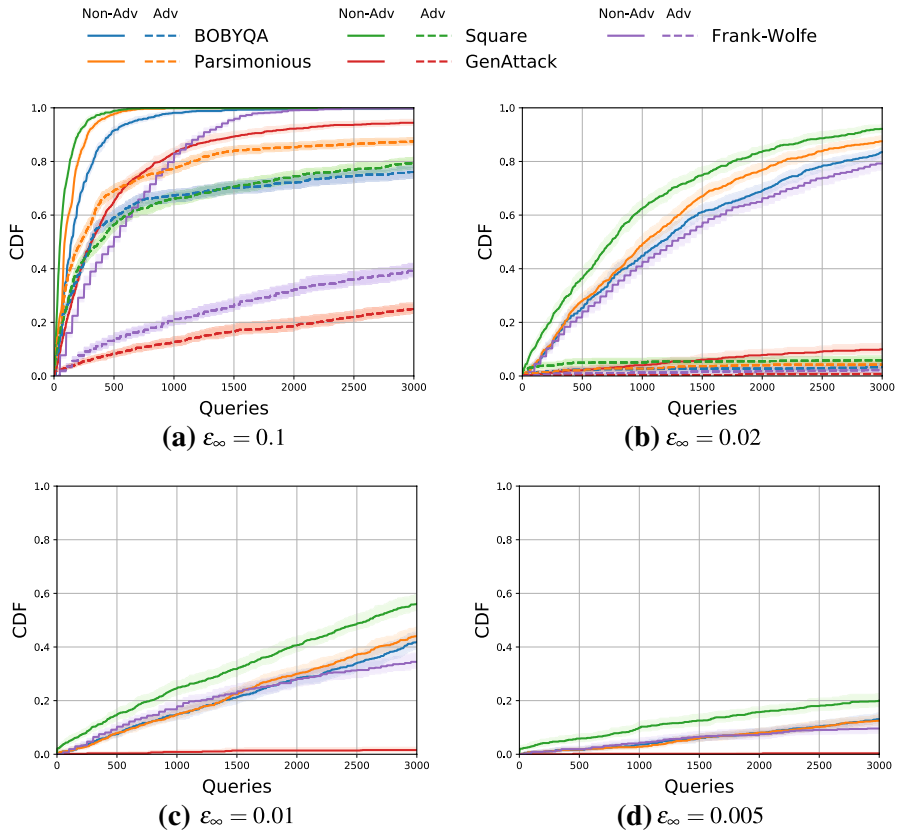 Non-Adv Adv Non-Adv Adv Non-Adv Adv
BOBYQA Square Frank-Wolfe
Parsimonious GenAttack
1.0
0.8
0.6
0.4
0.2
0.0
CDF
0 500 1000 1500 2000 2500 3000
Queries
(a) ε∞ = 0.1
1.0
0.8
0.6
0.4
0.2
0.0
CDF
0 500 1000 1500 2000 2500 3000
Queries
(b) ε∞ = 0.02
1.0
0.8
0.6
0.4
0.2
0.0
CDF
0 500 1000 1500 2000 2500 3000
Queries
(c) ε∞ = 0.01
1.0
0.8
0.6
0.4
0.2
0.0
CDF
0 500 1000 1500 2000 2500 3000
Queries
(d) ε∞ = 0.005